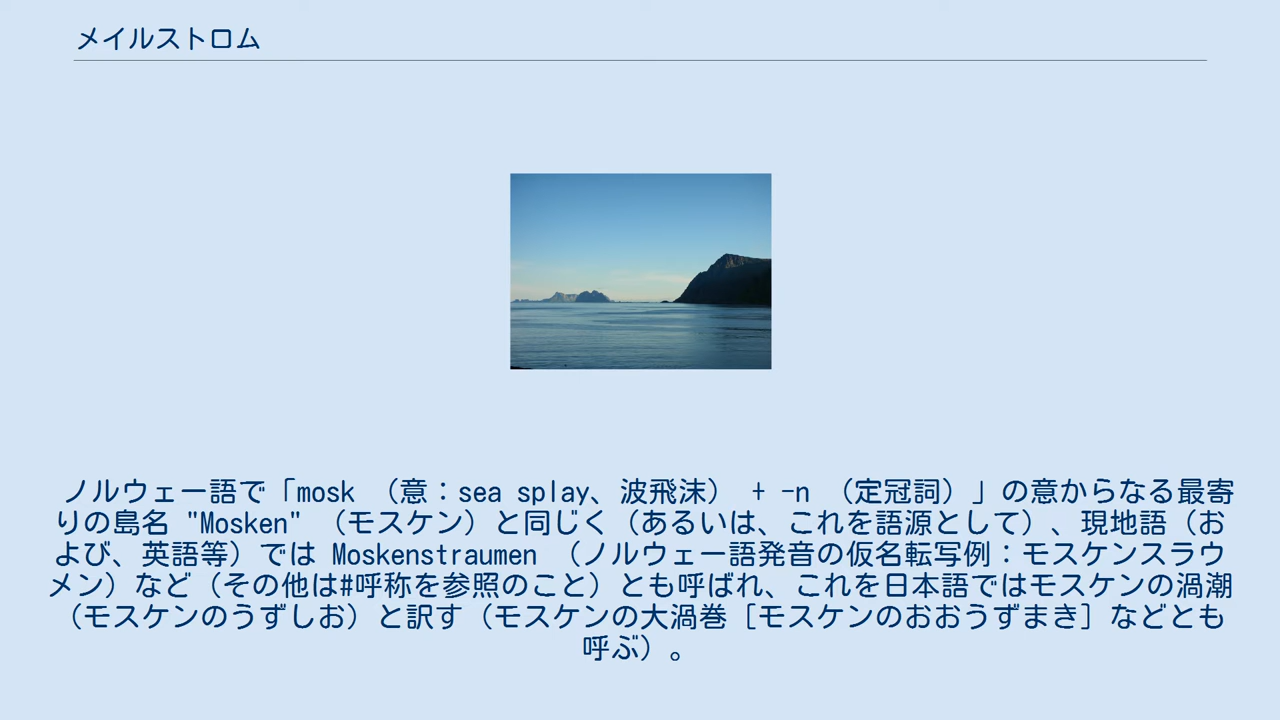 メイルストロム
ノルウェー語で「mosk （意：sea splay、波飛沫） + -n （定冠詞）」の意からなる最寄
りの島名 "Mosken" （モスケン）と同じく（あるいは、これを語源として）、現地語（お
よび、英語等）では Moskenstraumen （ノルウェー語発音の仮名転写例：モスケンスラウ
メン）など（その他は#呼称を参照のこと）とも呼ばれ、これを日本語ではモスケンの渦潮
（モスケンのうずしお）と訳す（モスケンの大渦巻［モスケンのおおうずまき］などとも
呼ぶ）。